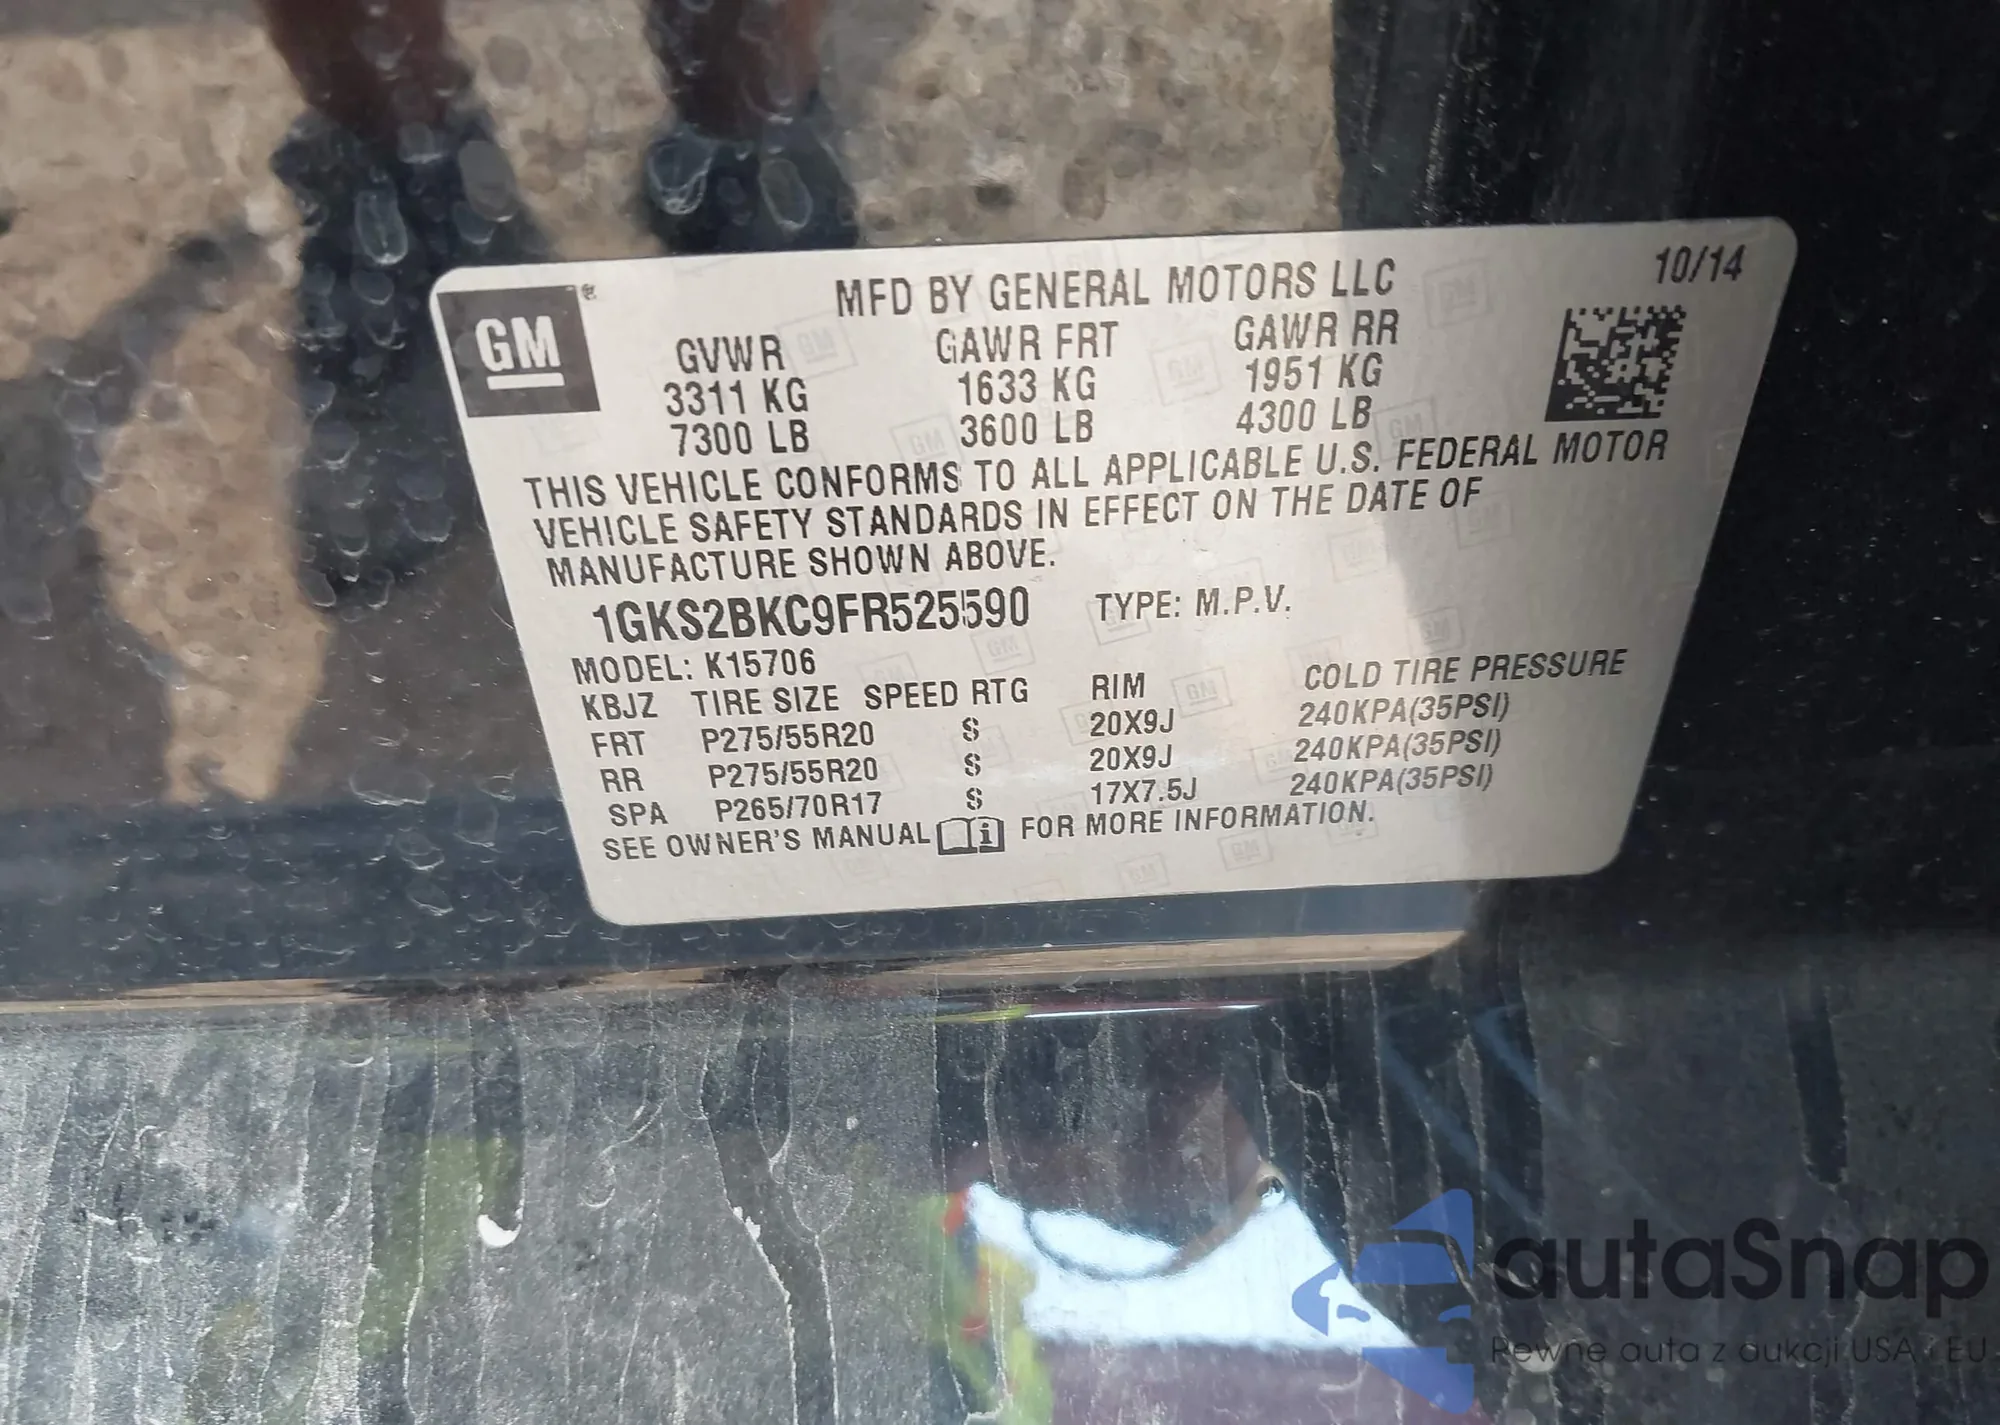 GM
MFD BY GENERAL MOTORS LLC 10/14
GVWR GAWR FRT GAWR RR
3311 KG 1633 KG 1951 KG
7300 LB 3600 LB 4300 LB
THIS VEHICLE CONFORMS TO ALL APPLICABLE U.S. FEDERAL MOTOR
VEHICLE SAFETY STANDARDS IN EFFECT ON THE DATE OF
MANUFACTURE SHOWN ABOVE.
1GKS2BKC9FR525590 TYPE: M.P.V.
MODEL: K15706
KBJZ TIRE SIZE SPEED RTG RIM COLD TIRE PRESSURE
FRT P275/55R20 S 20X9J 240KPA(35PSI)
RR P275/55R20 S 20X9J 240KPA(35PSI)
SPA P265/70R17 S 17X7.5J 240KPA(35PSI)
SEE OWNER'S MANUAL i FOR MORE INFORMATION.
autaSnap
Pewne auta z aukcji USA i EU